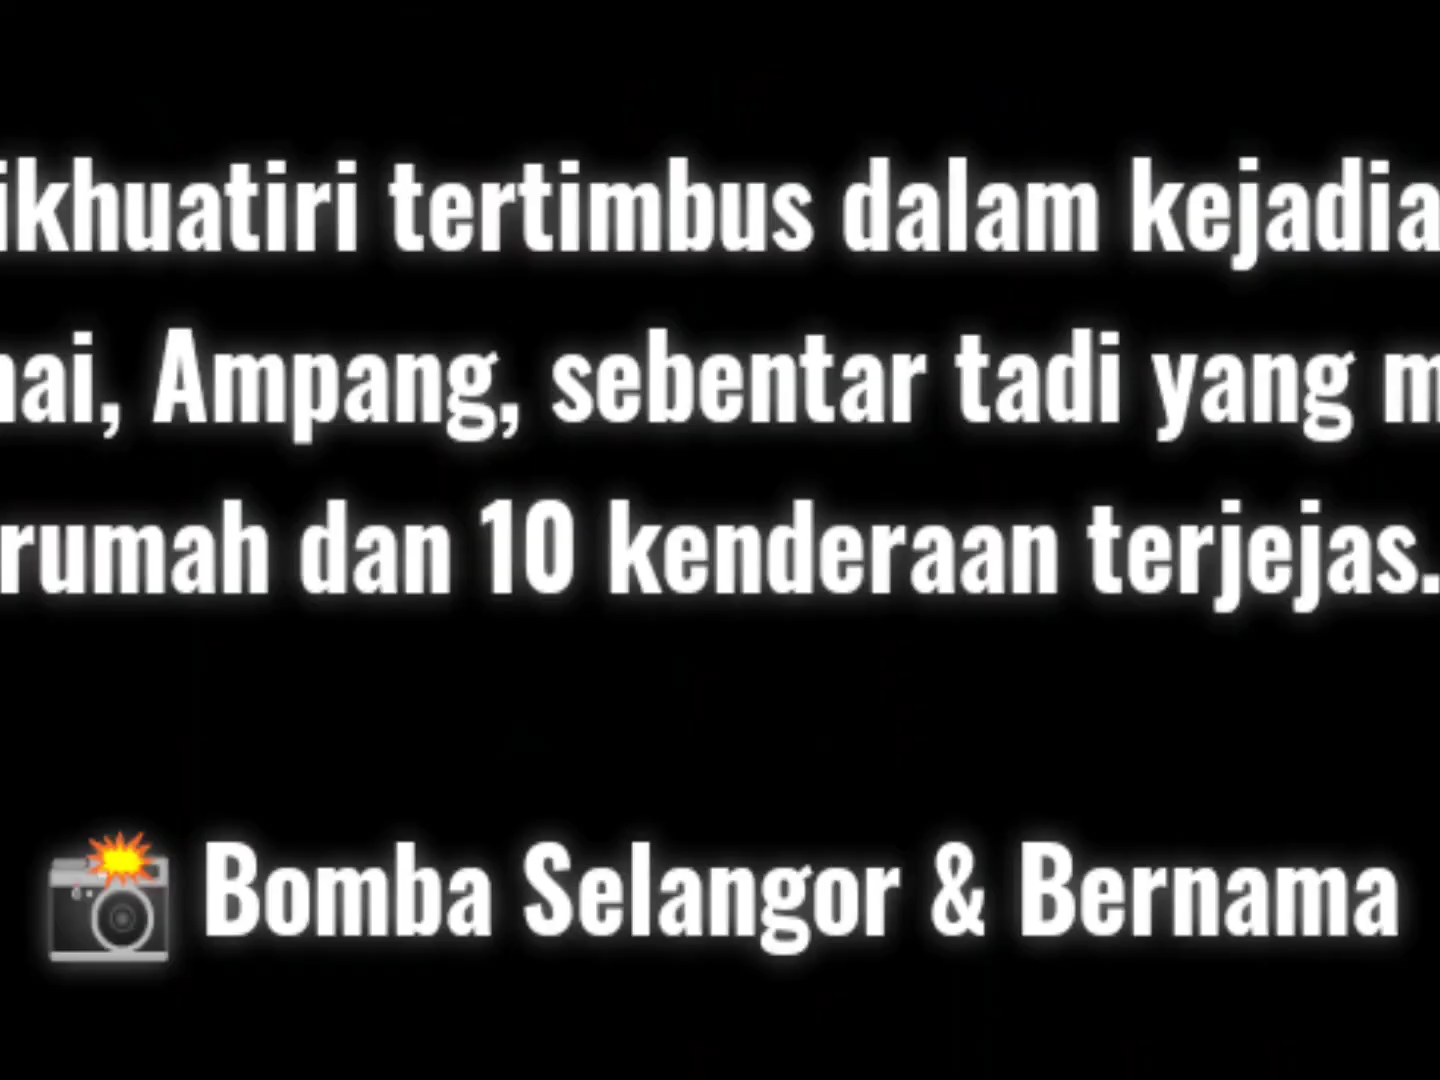 ikhuatiri tertimbus dalam kejadia
nai, Ampang, sebentar tadi yang m
rumah dan 10 kenderaan terjejas.
📸 Bomba Selangor & Bernama